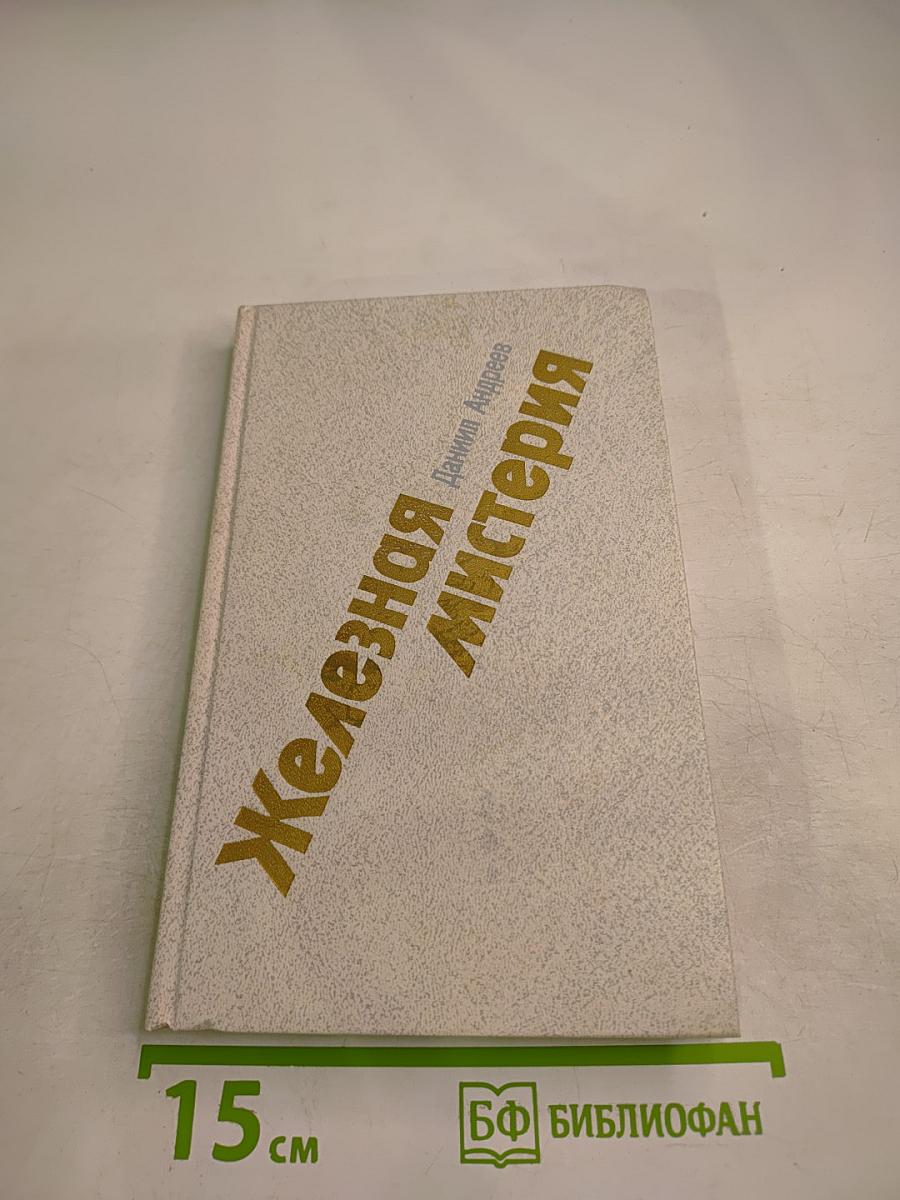 Даниил Андреев
Железная
мистерия
15 см
БФ БИБЛИОФАН